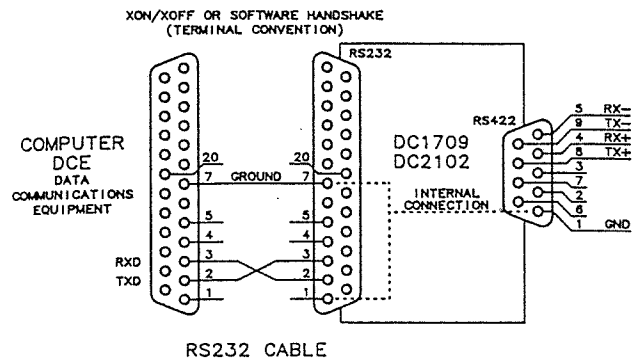 XON/XOFF OR SOFTWARE HANDSHAKE
(TERMINAL CONVENTION)
RS232
COMPUTER
DCE
DATA
COMMUNICATIONS
EQUIPMENT
RXD
TXD
20
7
5
4
3
2
1
GROUND
20
7
5
4
3
2
1
DC1709
DC2102
INTERNAL
CONNECTION
RS422
5 RX-
9 TX-
4 RX+
8 TX+
3
7
2
6
1 GND
RS232 CABLE